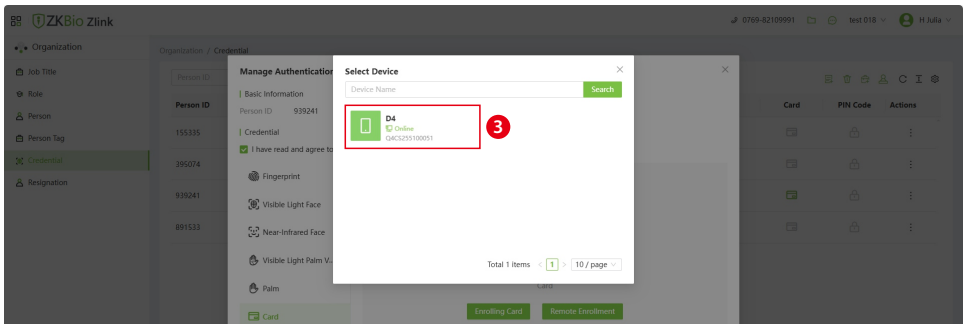 ZKBio Zlink
0769-82109991 test 018 H Julia
Organization
Organization / Credential
Job Title
Role
Person
Person Tag
Credential
Resignation
Person ID
Person ID Card PIN Code Actions
155335
395074
939241
891533
Manage Authentication
Basic Information
Person ID 939241
Credential
I have read and agree to
Fingerprint
Visible Light Face
Near-Infrared Face
Visible Light Palm V...
Palm
Card
Select Device
Device Name Search
D4
Online
Q4CS255100051
3
Total 1 items < 1 > 10 / page
Card
Enrolling Card Remote Enrollment